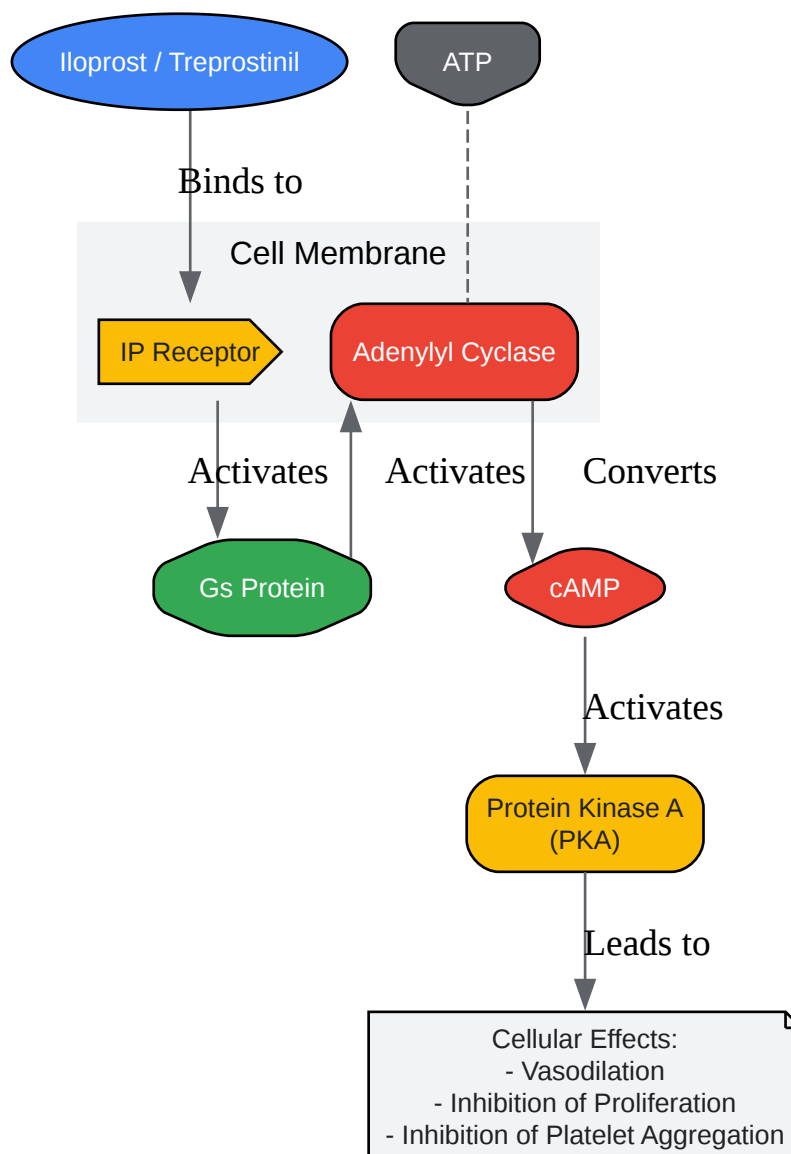 Iloprost / Treprostinil
ATP
Binds to
Cell Membrane
IP Receptor
Adenylyl Cyclase
Activates
Activates
Converts
Gs Protein
cAMP
Activates
Protein Kinase A
(PKA)
Leads to
Cellular Effects:
- Vasodilation
- Inhibition of Proliferation
- Inhibition of Platelet Aggregation